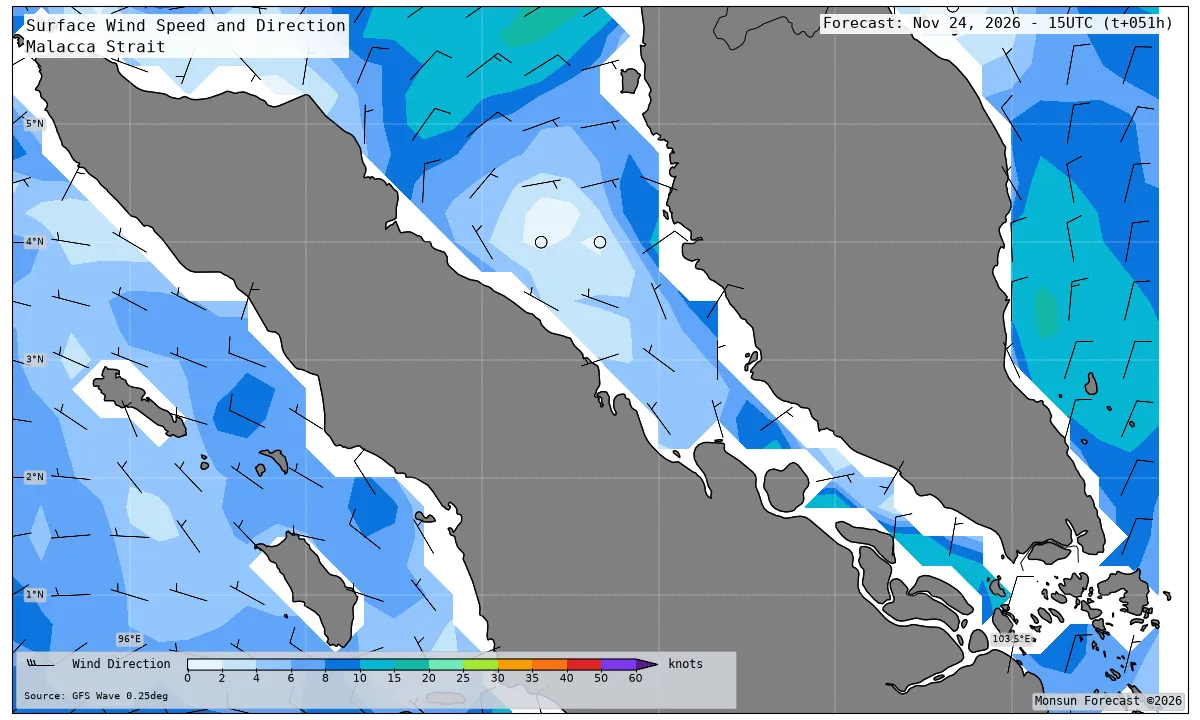 Surface Wind Speed and Direction
Malacca Strait
Forecast: Nov 24, 2026 - 15UTC (t+051h)
5°N
4°N
3°N
2°N
1°N
96°E
103.5°E
Wind Direction
knots
0 2 4 6 8 10 15 20 25 30 35 40 50 60
Source: GFS Wave 0.25deg
Monsun Forecast ©2026